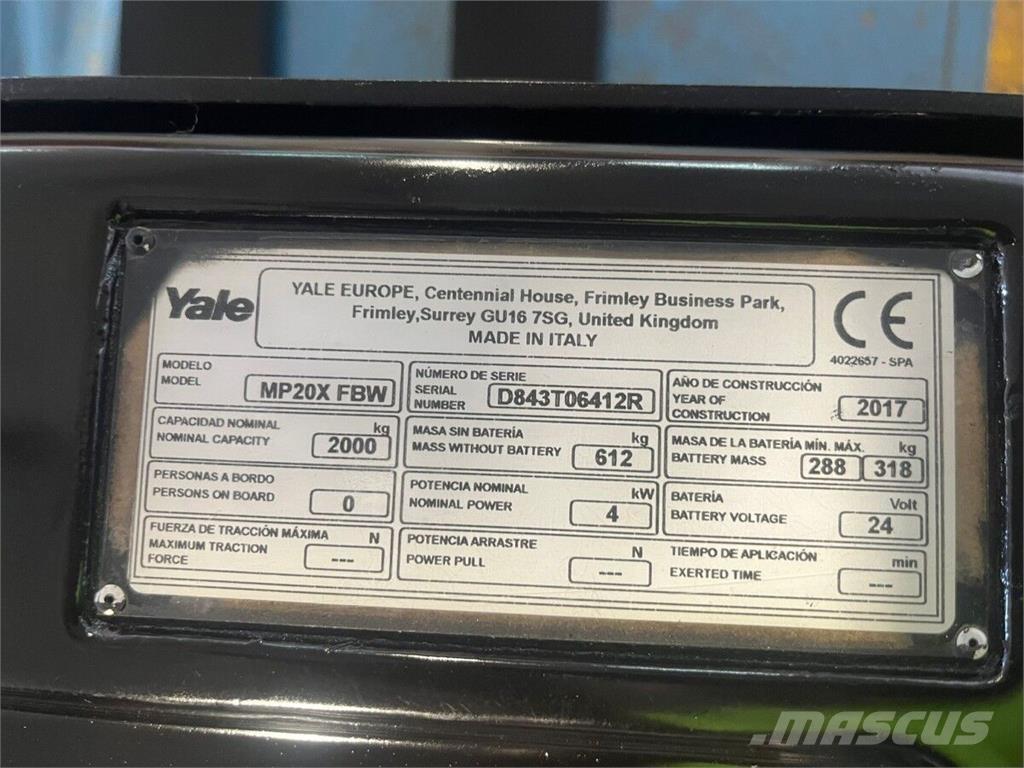 Yale
YALE EUROPE, Centennial House, Frimley Business Park,
Frimley,Surrey GU16 7SG, United Kingdom
MADE IN ITALY
CE
4022657 - SPA
MODELO
MODEL
MP20X FBW
NÚMERO DE SERIE
SERIAL
NUMBER
D843T06412R
AÑO DE CONSTRUCCIÓN
YEAR OF
CONSTRUCTION
2017
CAPACIDAD NOMINAL kg
NOMINAL CAPACITY
2000
MASA SIN BATERÍA kg
MASS WITHOUT BATTERY
612
MASA DE LA BATERÍA MÍN. MÁX. kg
BATTERY MASS
288 318
PERSONAS A BORDO
PERSONS ON BOARD
0
POTENCIA NOMINAL kW
NOMINAL POWER
4
BATERÍA Volt
BATTERY VOLTAGE
24
FUERZA DE TRACCIÓN MÁXIMA N
MAXIMUM TRACTION
FORCE
---
POTENCIA ARRASTRE N
POWER PULL
---
TIEMPO DE APLICACIÓN min
EXERTED TIME
---
MASCUS